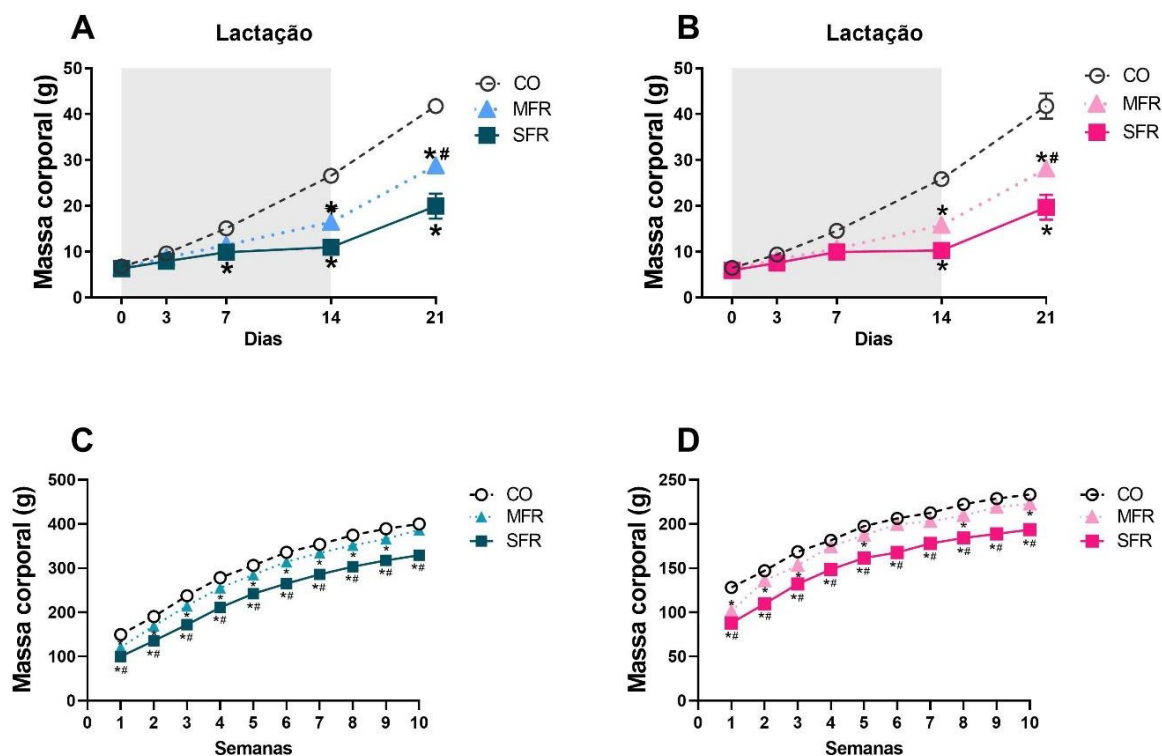 A
Lactação
Massa corporal (g)
50
40
30
20
10
0
0 3 7 14 21
Dias
CO
MFR
SFR
*#
*
*
*
*
B
Lactação
Massa corporal (g)
50
40
30
20
10
0
0 3 7 14 21
Dias
CO
MFR
SFR
*#
*
*
*
C
Massa corporal (g)
500
400
300
200
100
0
0 1 2 3 4 5 6 7 8 9 10
Semanas
CO
MFR
SFR
* * * * * * *
*# *# *# *# *# *# *# *# *# *#
D
Massa corporal (g)
250
200
150
100
50
0
0 1 2 3 4 5 6 7 8 9 10
Semanas
CO
MFR
SFR
* * * * * *
*# *# *# *# *# *# *# *# *# *#